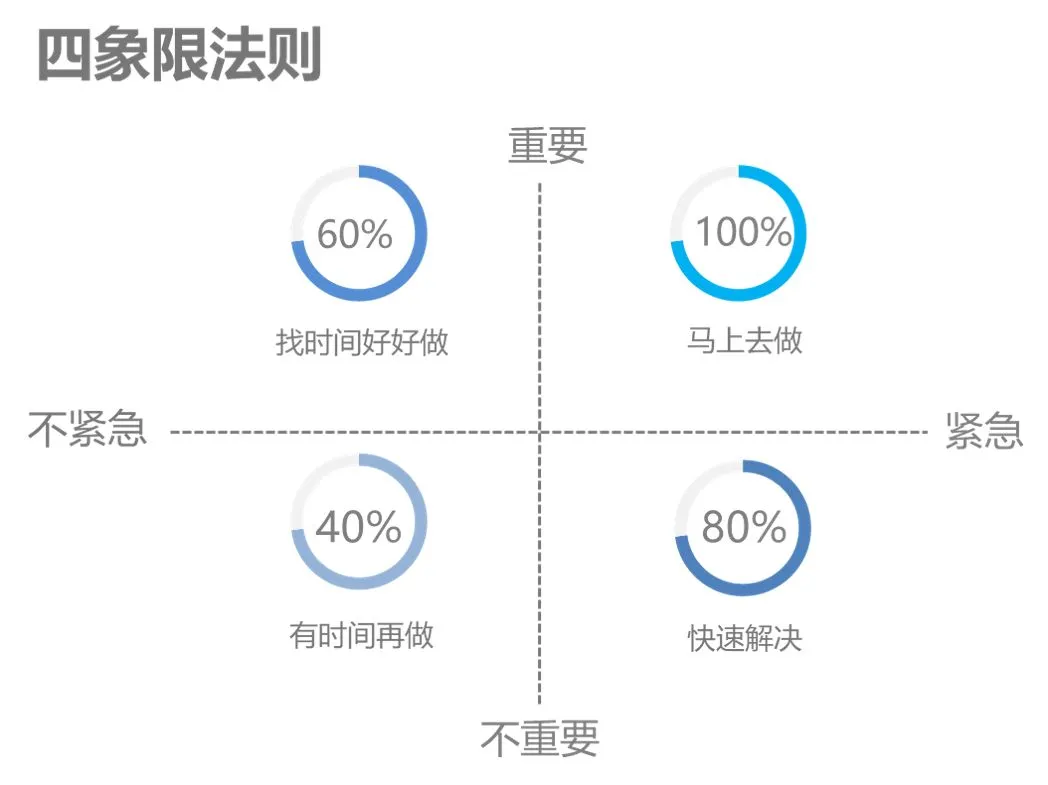 四象限法则
重要
60%
100%
找时间好好做
马上去做
不紧急
紧急
40%
80%
有时间再做
快速解决
不重要